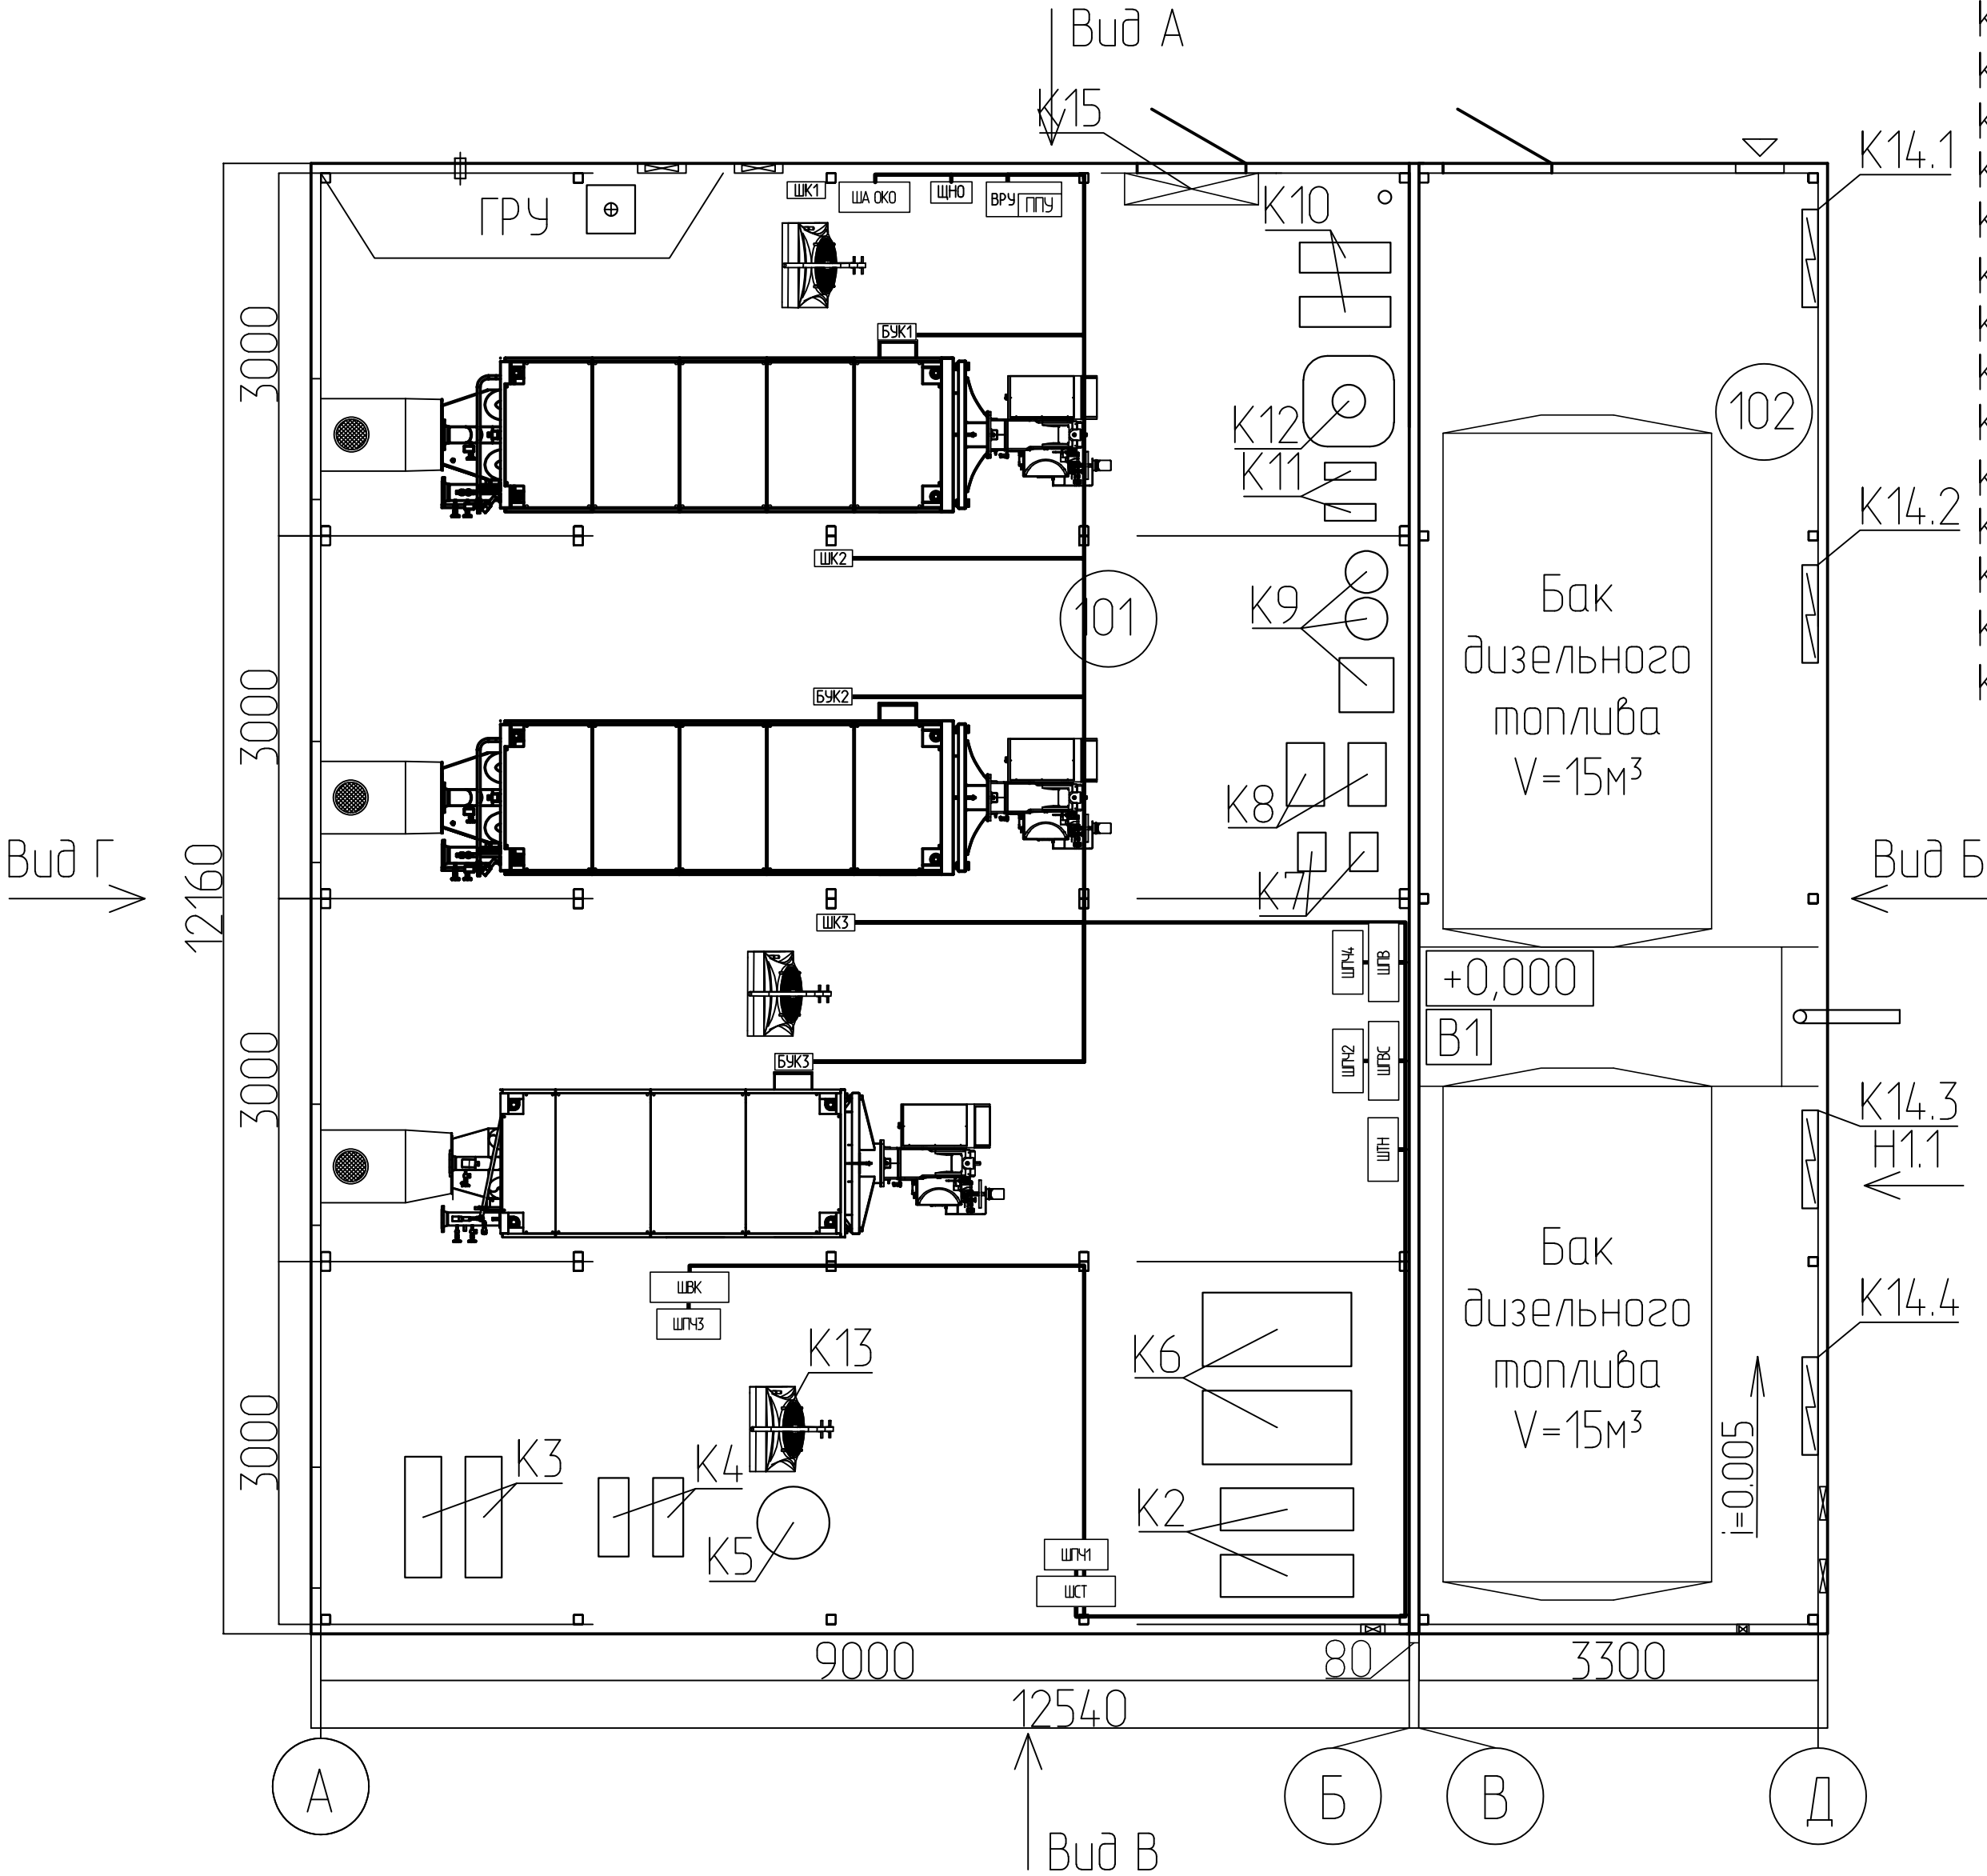 Вид А
К15
К14.1
ГРУ
ШК1
ША ОКО
ЩНО
ВРУ
ППУ
К10
БУК1
3000
К12
102
К11
К14.2
ШК2
101
К9
Бак
дизельного
топлива
V=15м³
БУК2
3000
К8
Вид Г
12160
К7
Вид Б
ШК3
ШПЧ4
ШПВ
+0,000
В1
БУК3
ШПЧ2
ШПВС
3000
ШТН
К14.3
Н1.1
Бак
дизельного
топлива
V=15м³
ШВК
ШПЧ3
К13
К6
К14.4
3000
К3
К4
К5
К2
i=0.005
ШПЧ1
ШСТ
9000
80
3300
12540
А
Б
В
Д
Вид В